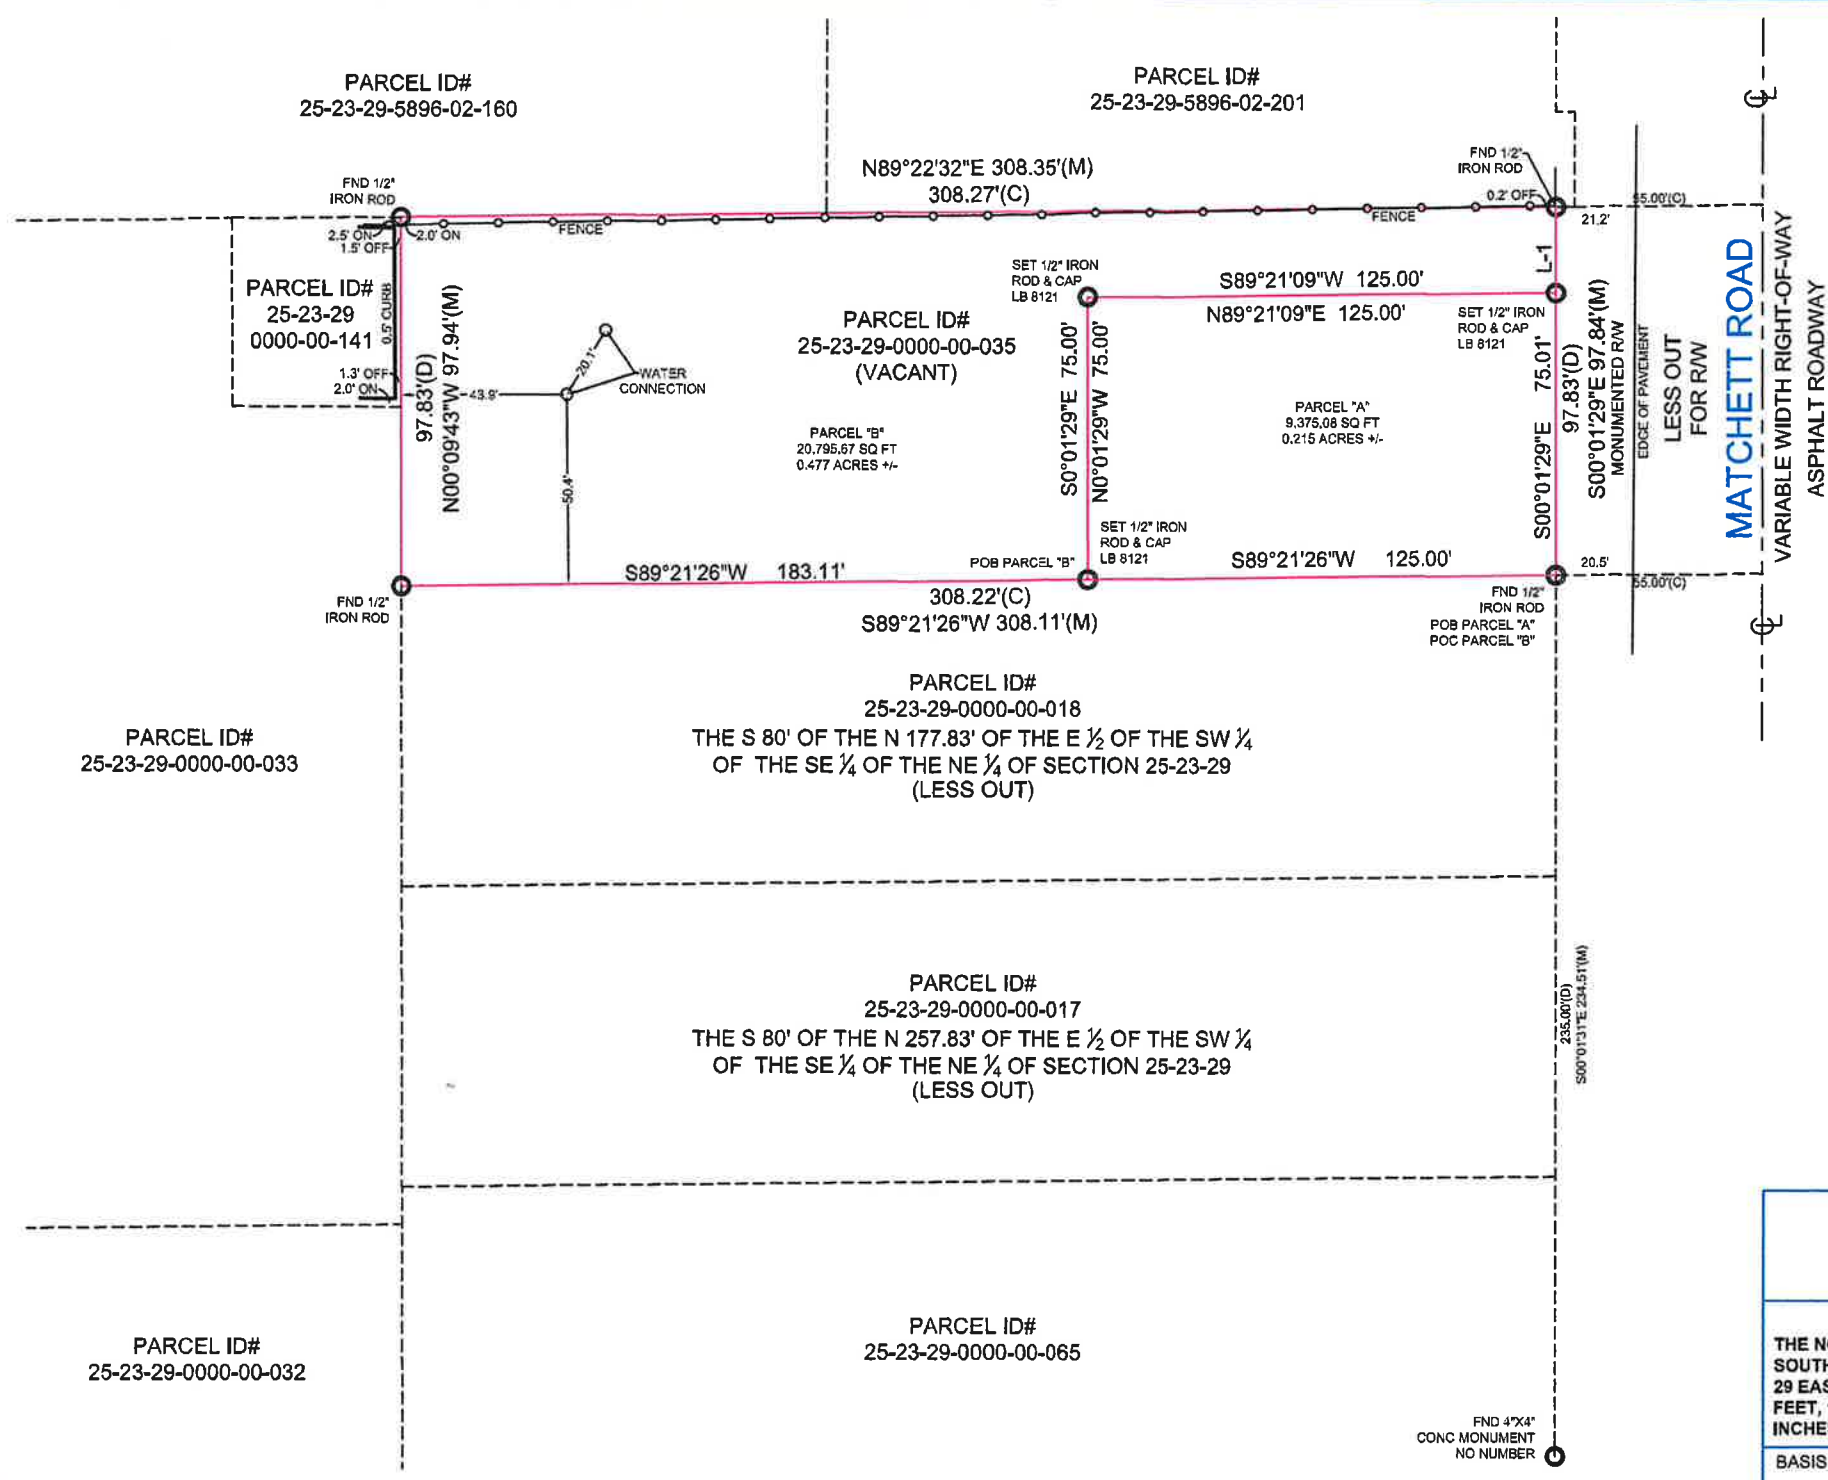 PARCEL ID#
25-23-29-5896-02-160
PARCEL ID#
25-23-29-5896-02-201
N89°22'32"E 308.35'(M)
308.27'(C)
FND 1/2"
IRON ROD
FND 1/2"
IRON ROD
0.2' OFF
55.00'(C)
21.2'
FENCE
FENCE
2.5' ON
2.0' ON
1.5' OFF
PARCEL ID#
25-23-29
0000-00-141
0.5' CURB
1.3' OFF
2.0' ON
97.83'(D)
N00°09'43"W 97.94'(M)
43.9'
20.1'
50.4'
WATER
CONNECTION
PARCEL ID#
25-23-29-0000-00-035
(VACANT)
PARCEL "B"
20,795.67 SQ FT
0.477 ACRES +/-
SET 1/2" IRON
ROD & CAP
LB 8121
S89°21'09"W 125.00'
N89°21'09"E 125.00'
SET 1/2" IRON
ROD & CAP
LB 8121
S0°01'29"E 75.00'
N0°01'29"W 75.00'
PARCEL "A"
9,375.08 SQ FT
0.215 ACRES +/-
L-1
S00°01'29"E 75.01'
97.83'(D)
S00°01'29"E 97.84'(M)
MONUMENTED R/W
EDGE OF PAVEMENT
LESS OUT
FOR R/W
MATCHETT ROAD
VARIABLE WIDTH RIGHT-OF-WAY
ASPHALT ROADWAY
SET 1/2" IRON
ROD & CAP
LB 8121
POB PARCEL "B"
S89°21'26"W 183.11'
S89°21'26"W 125.00'
20.5'
55.00'(C)
308.22'(C)
S89°21'26"W 308.11'(M)
FND 1/2"
IRON ROD
FND 1/2"
IRON ROD
POB PARCEL "A"
POC PARCEL "B"
PARCEL ID#
25-23-29-0000-00-018
THE S 80' OF THE N 177.83' OF THE E ½ OF THE SW ¼
OF THE SE ¼ OF THE NE ¼ OF SECTION 25-23-29
(LESS OUT)
PARCEL ID#
25-23-29-0000-00-033
PARCEL ID#
25-23-29-0000-00-017
THE S 80' OF THE N 257.83' OF THE E ½ OF THE SW ¼
OF THE SE ¼ OF THE NE ¼ OF SECTION 25-23-29
(LESS OUT)
235.00'(D)
S00°01'31"E 234.51'(M)
PARCEL ID#
25-23-29-0000-00-032
PARCEL ID#
25-23-29-0000-00-065
FND 4"X4"
CONC MONUMENT
NO NUMBER
THE N
SOUTH
29 EAS
FEET,
INCHE
BASIS